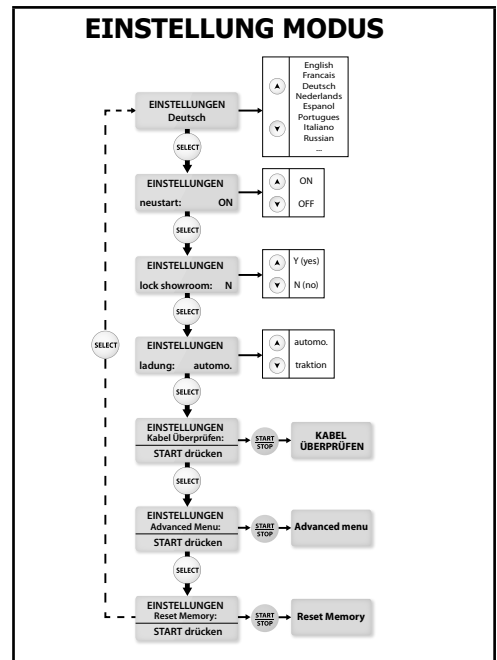 EINSTELLUNG MODUS
EINSTELLUNGEN
Deutsch
English
Francais
Deutsch
Nederlands
Espanol
Portugues
Italiano
Russian
...
SELECT
EINSTELLUNGEN
neustart: ON
ON
OFF
SELECT
EINSTELLUNGEN
lock showroom: N
Y (yes)
N (no)
SELECT
SELECT
EINSTELLUNGEN
ladung: automo.
automo.
traktion
SELECT
EINSTELLUNGEN
Kabel Überprüfen:
START drücken
START
STOP
KABEL
ÜBERPRÜFEN
SELECT
EINSTELLUNGEN
Advanced Menu:
START drücken
START
STOP
Advanced menu
SELECT
EINSTELLUNGEN
Reset Memory:
START drücken
START
STOP
Reset Memory